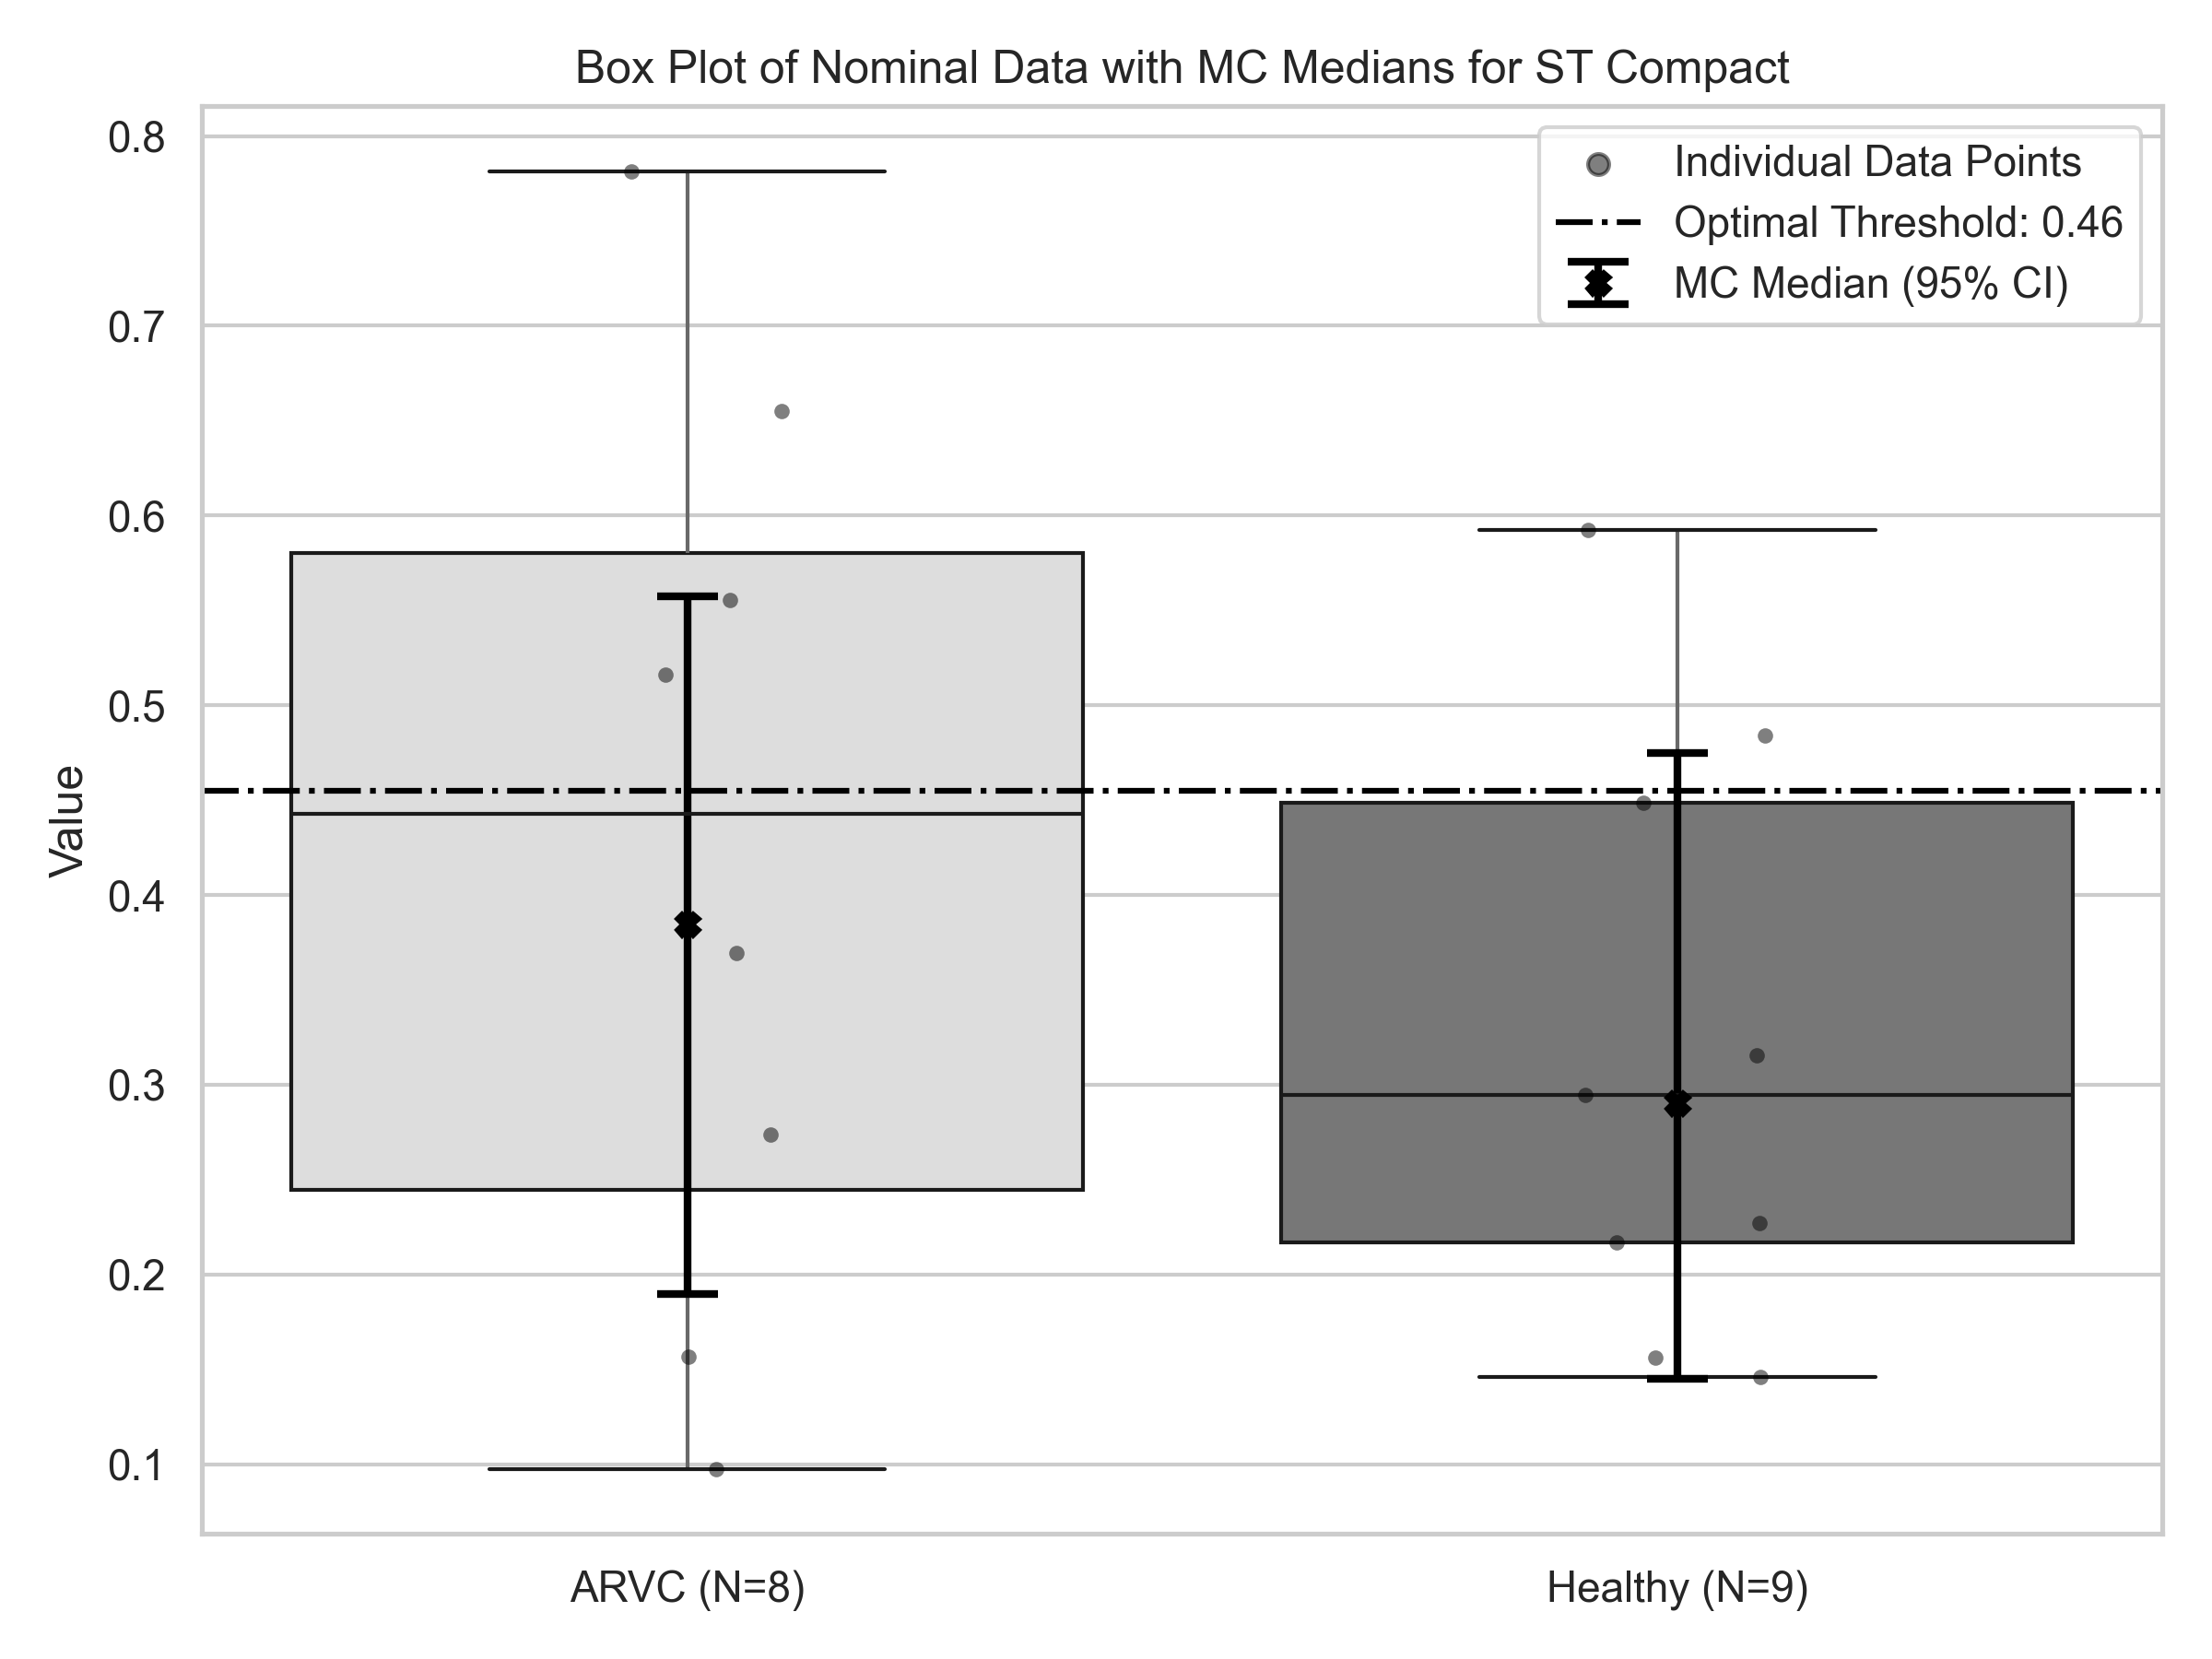 Box Plot of Nominal Data with MC Medians for ST Compact
Individual Data Points
Optimal Threshold: 0.46
MC Median (95% CI)
Value
0.8
0.7
0.6
0.5
0.4
0.3
0.2
0.1
ARVC (N=8)
Healthy (N=9)